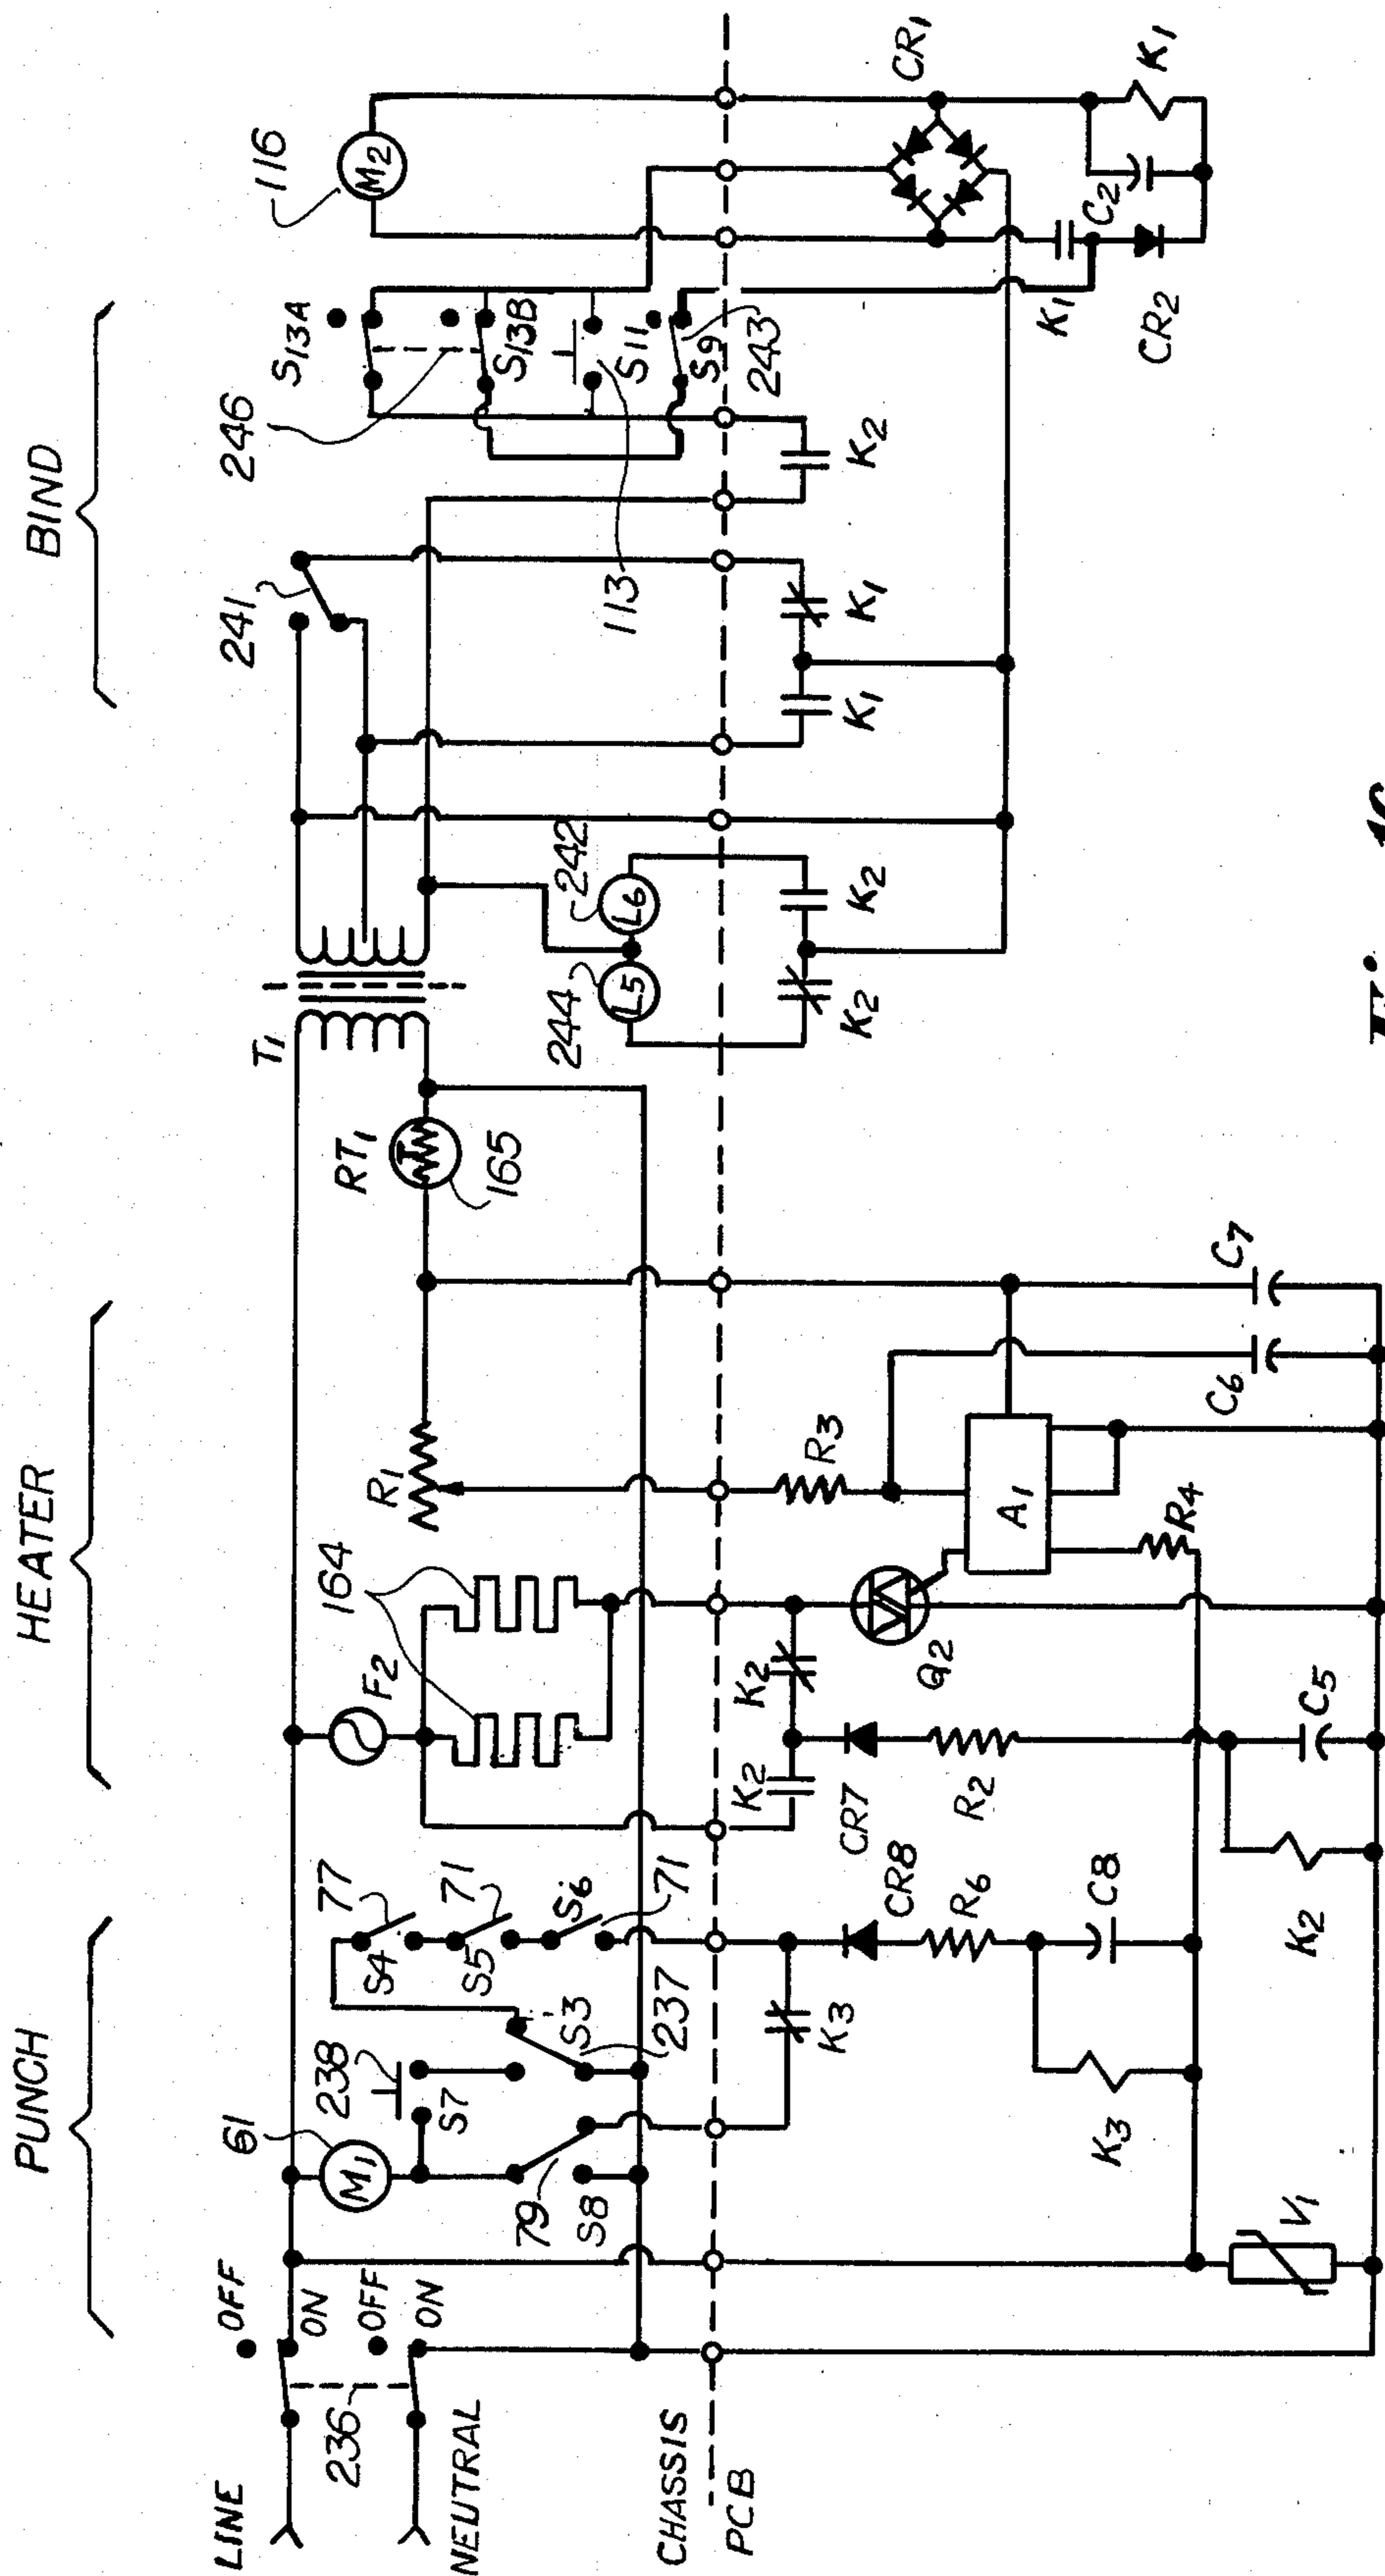 PUNCH
HEATER
BIND
LINE
236
NEUTRAL
OFF
ON
OFF
ON
61
M1
238
S7
79
S8
S3
237
77
S4
71
S5
S6
71
F2
164
R1
RT1
165
T1
244
L5
242
L6
241
246
S13A
S13B
S11
113
S9
243
116
M2
CHASSIS
PCB
K3
K2
K2
CR7
CR8
R2
R6
C8
K3
V1
K2
C5
Q2
R3
A1
R4
C6
C7
K2
K2
K1
K1
K2
K1
CR2
C2
K1
CR1